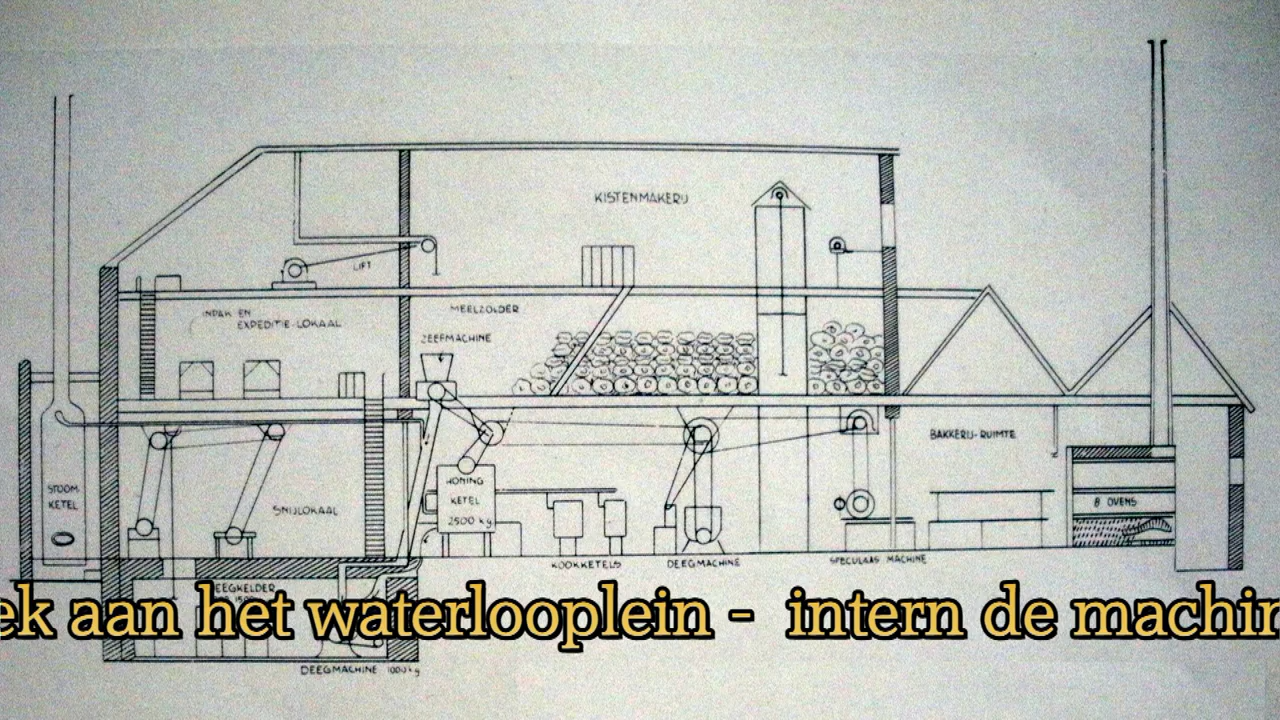 KISTENMAKERIJ
LIFT
INPAK EN
EXPEDITIE-LOKAAL
MEELZOLDER
ZEEFMACHINE
BAKKERIJ-RUIMTE
STOOM
KETEL
SNIJLOKAAL
HONING
KETEL
2500 kg
8 OVENS
KOOKKETELS
DEEGMACHINE
SPECULAAS MACHINE
EEGKELDER
ek aan het waterlooplein - intern de machin
DEEGMACHINE 1000 kg